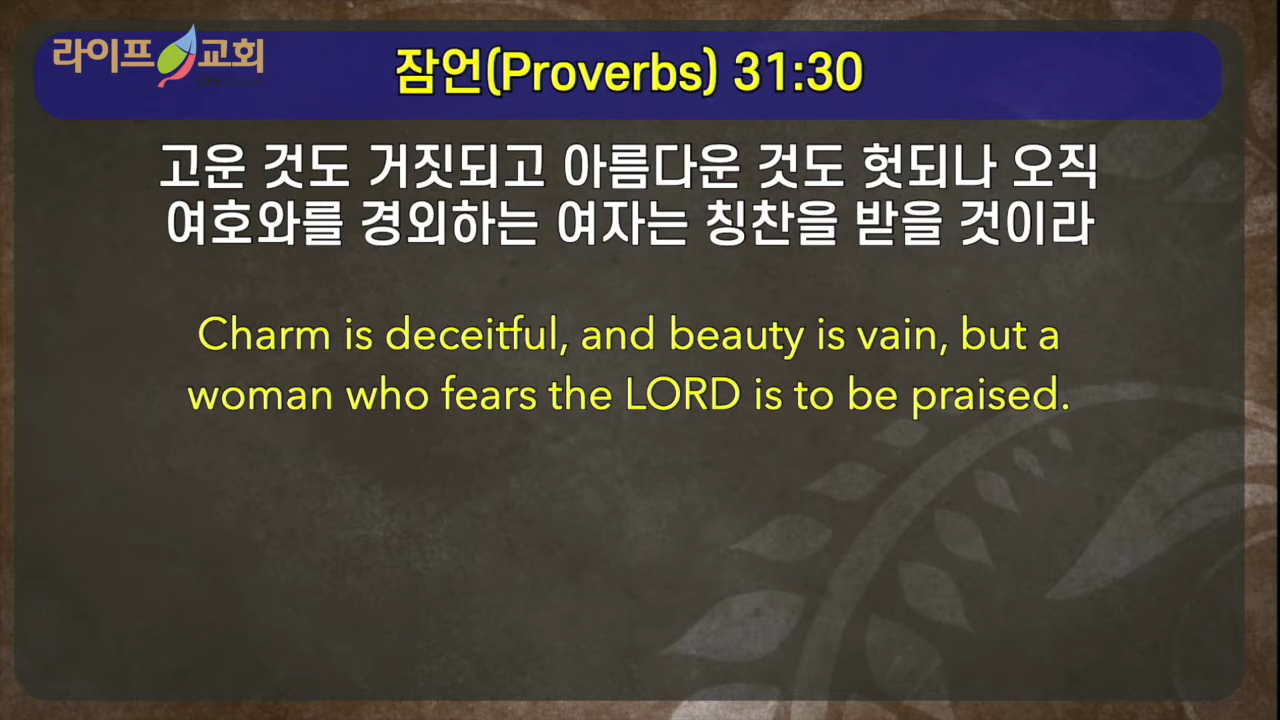 라이프 교회
잠언(Proverbs) 31:30
고운 것도 거짓되고 아름다운 것도 헛되나 오직
여호와를 경외하는 여자는 칭찬을 받을 것이라
Charm is deceitful, and beauty is vain, but a
woman who fears the LORD is to be praised.